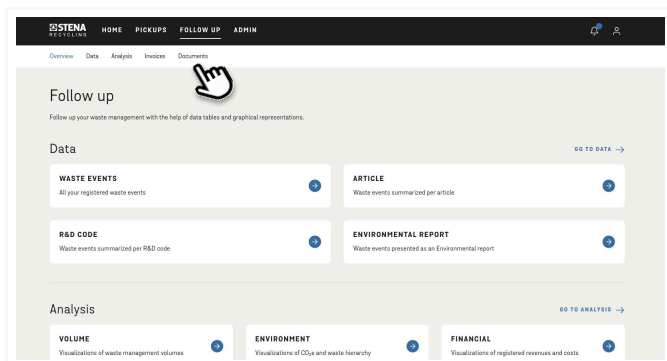 STENA
RECYCLING
HOME PICKUPS FOLLOW UP ADMIN
Overview Data Analysis Invoices Documents
Follow up
Follow up your waste management with the help of data tables and graphical representations.
Data
GO TO DATA →
WASTE EVENTS
All your registered waste events
ARTICLE
Waste events summarized per article
R&D CODE
Waste events summarized per R&D code
ENVIRONMENTAL REPORT
Waste events presented as an Environmental report
Analysis
GO TO ANALYSIS →
VOLUME
Visualizations of waste management volumes
ENVIRONMENT
Visualizations of CO₂e and waste hierarchy
FINANCIAL
Visualizations of registered revenues and costs